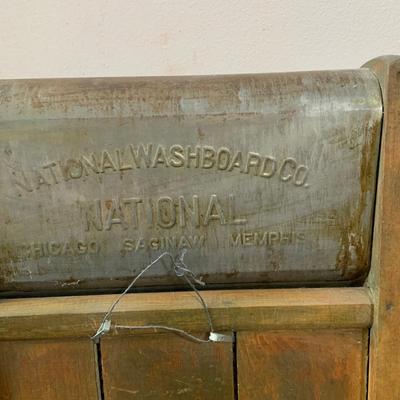 NATIONAL WASHBOARD CO.
NATIONAL
CHICAGO SAGINAW MEMPHIS